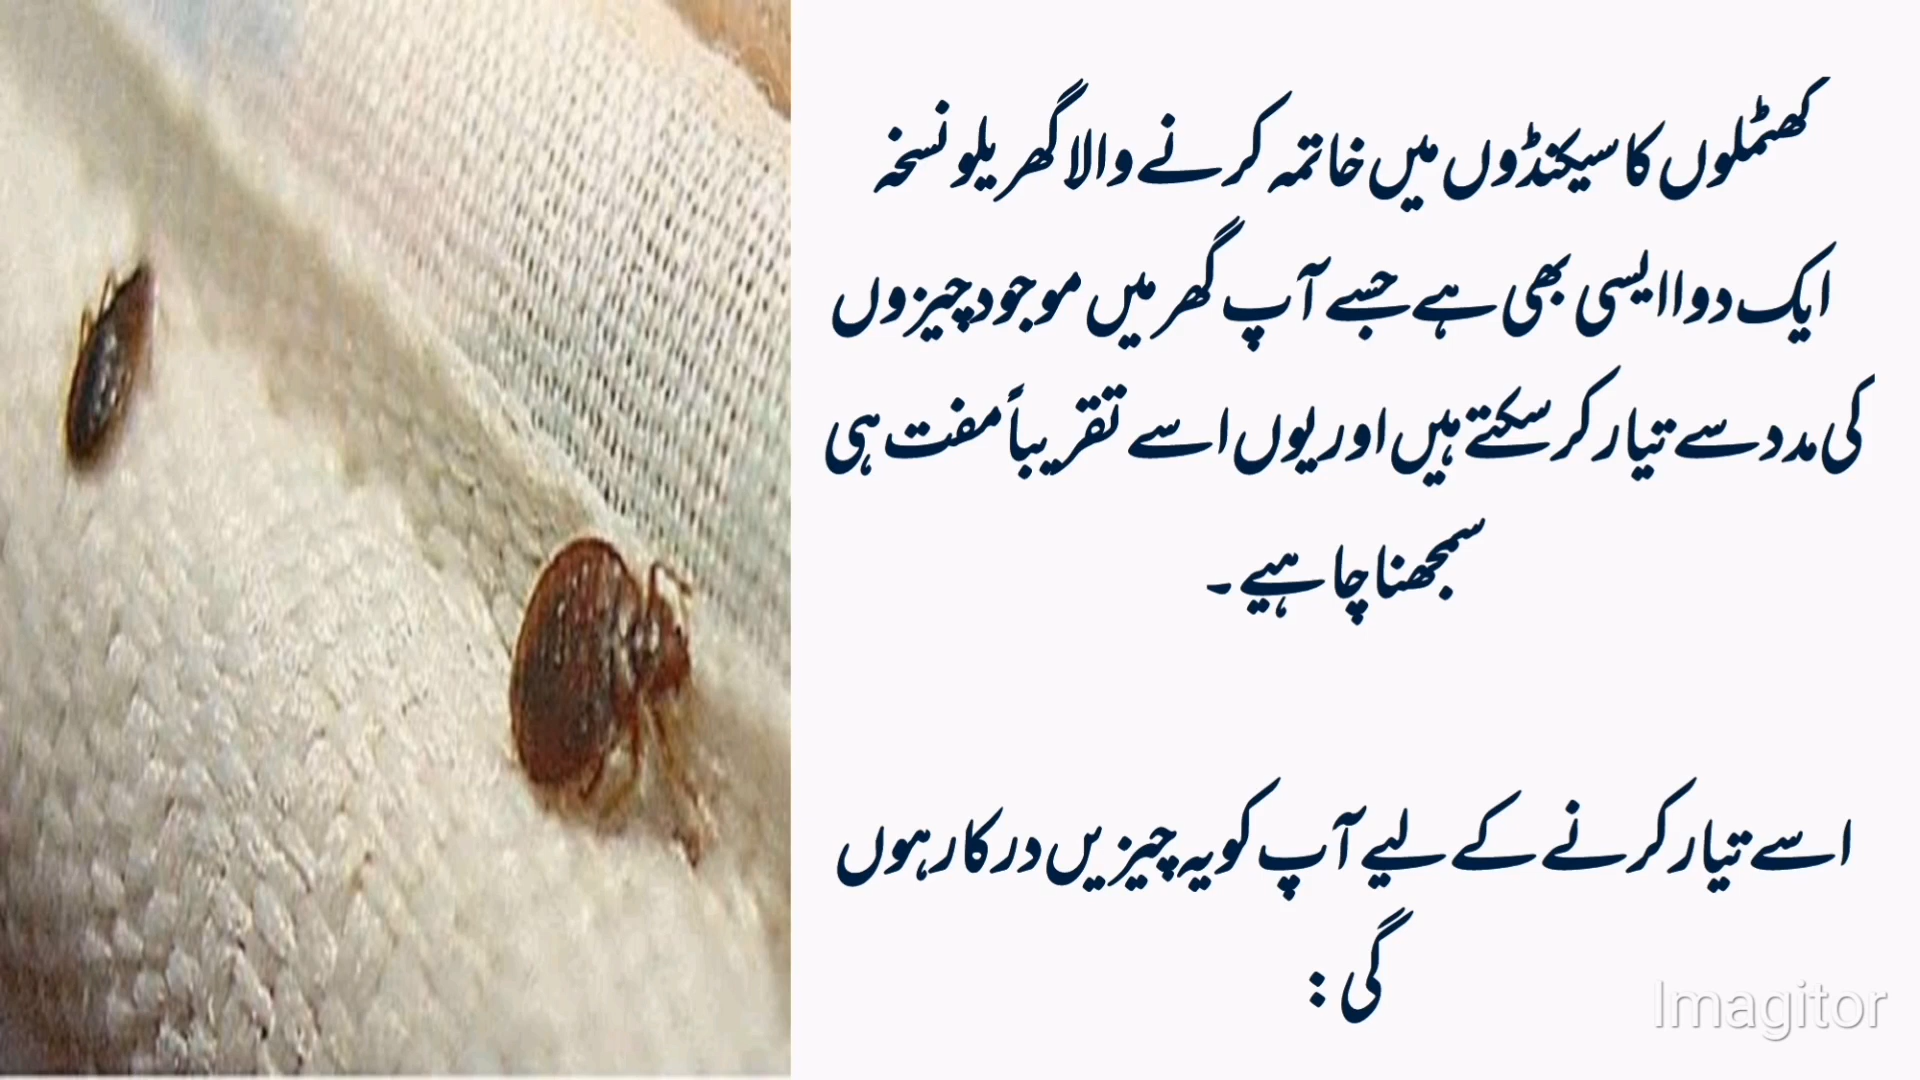 کھٹملوں کا سیکنڈوں میں خاتمہ کرنے والا گھریلو نسخہ
ایک دوا ایسی بھی ہے جسے آپ گھر میں موجود چیزوں
کی مدد سے تیار کر سکتے ہیں اور یوں اسے تقریباً مفت ہی
سمجھنا چاہیے۔
اسے تیار کرنے کے لیے آپ کو یہ چیزیں درکار ہوں
گی:
Imagitor